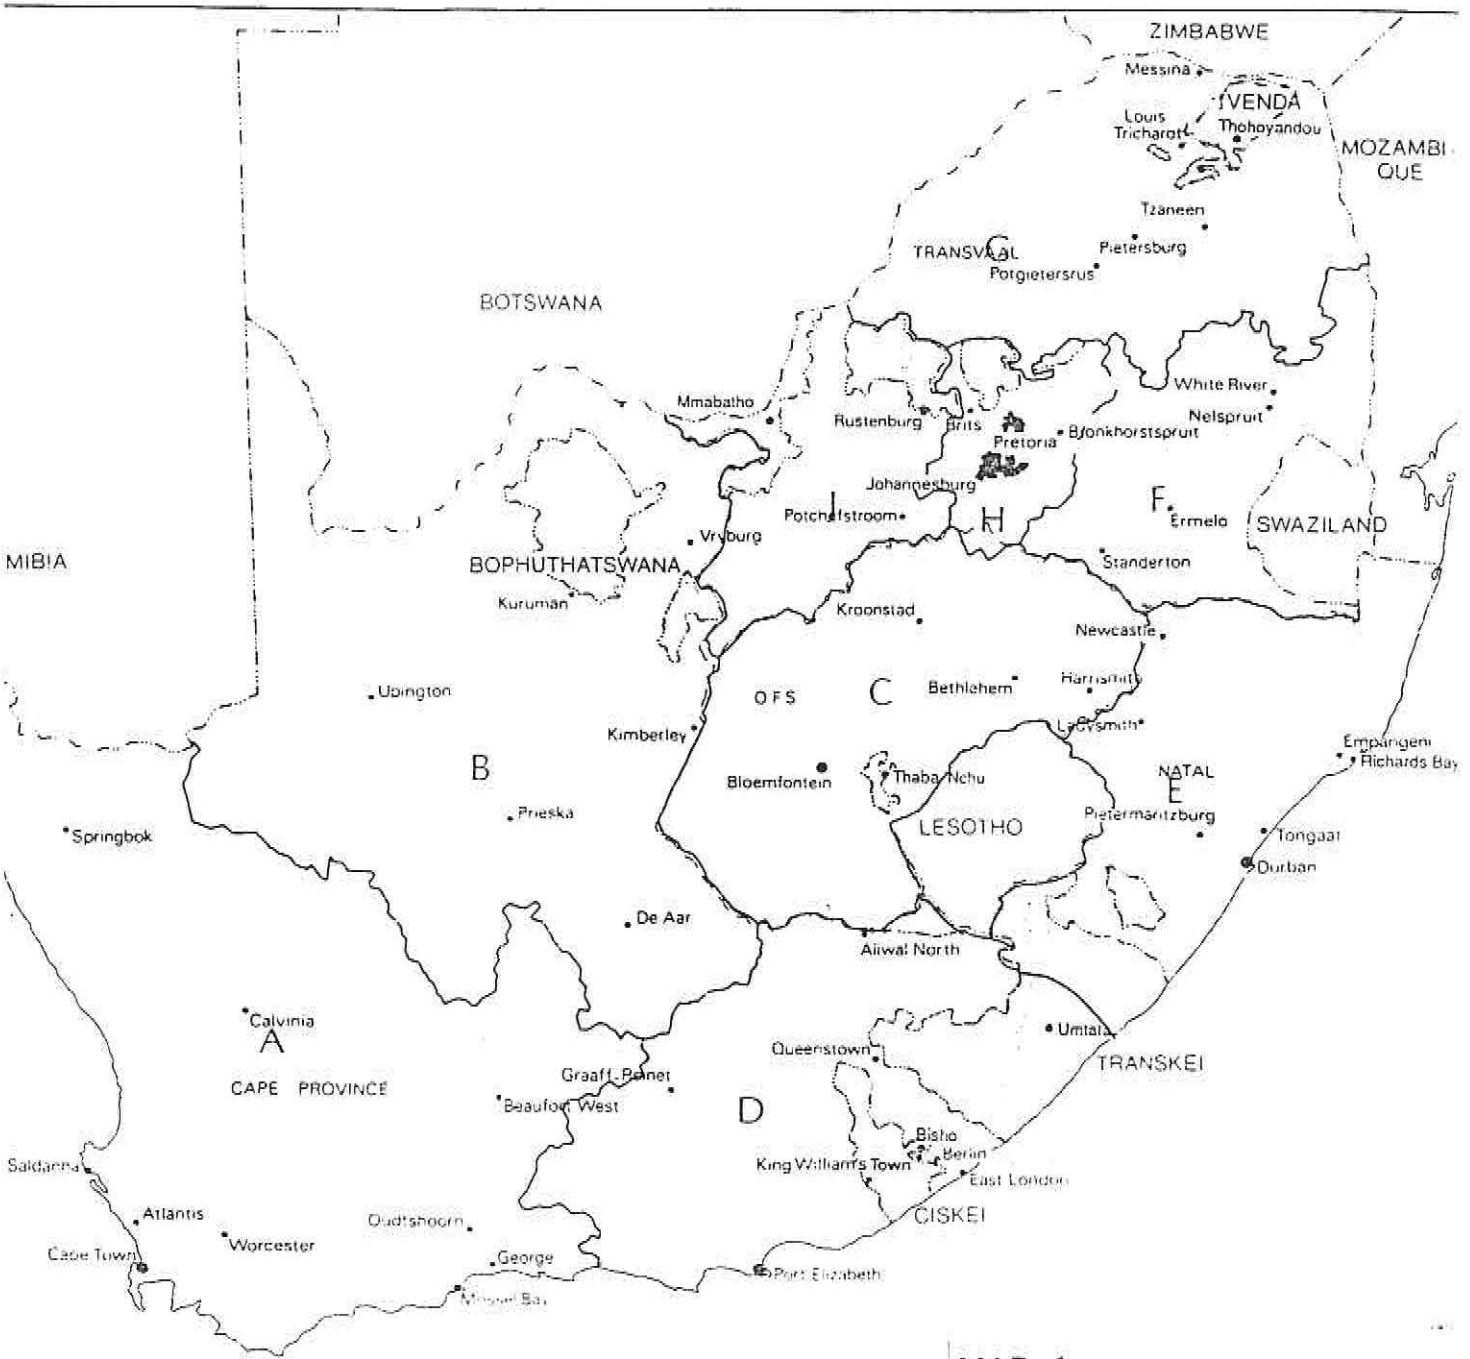 ZIMBABWE
Messina
VENDA
Louis
Trichardt
Thohoyandou
MOZAMBI-
QUE
Tzaneen
TRANSVAAL
G
Pietersburg
Potgietersrus
BOTSWANA
White River
Mmabatho
Rustenburg
Brits
Nelspruit
Pretoria
Bronkhorstspruit
Johannesburg
Potchefstroom
J
H
F
Ermelo
SWAZILAND
Vryburg
MIBIA
BOPHUTHATSWANA
Standerton
Kuruman
Kroonstad
Newcastle
Upington
OFS
C
Bethlehem
Harrismith
Kimberley
Ladysmith
Empangeni
Richards Bay
B
Bloemfontein
Thaba Nchu
NATAL
E
Prieska
Pietermaritzburg
Springbok
LESOTHO
Tongaat
Durban
De Aar
Aliwal North
Calvinia
A
Umtata
Queenstown
TRANSKEI
Graaff-Reinet
CAPE PROVINCE
Beaufort West
D
Bisho
Berlin
Saldanha
King William's Town
East London
Atlantis
CISKEI
Oudtshoorn
Worcester
Cape Town
George
Port Elizabeth
Mossel Bay